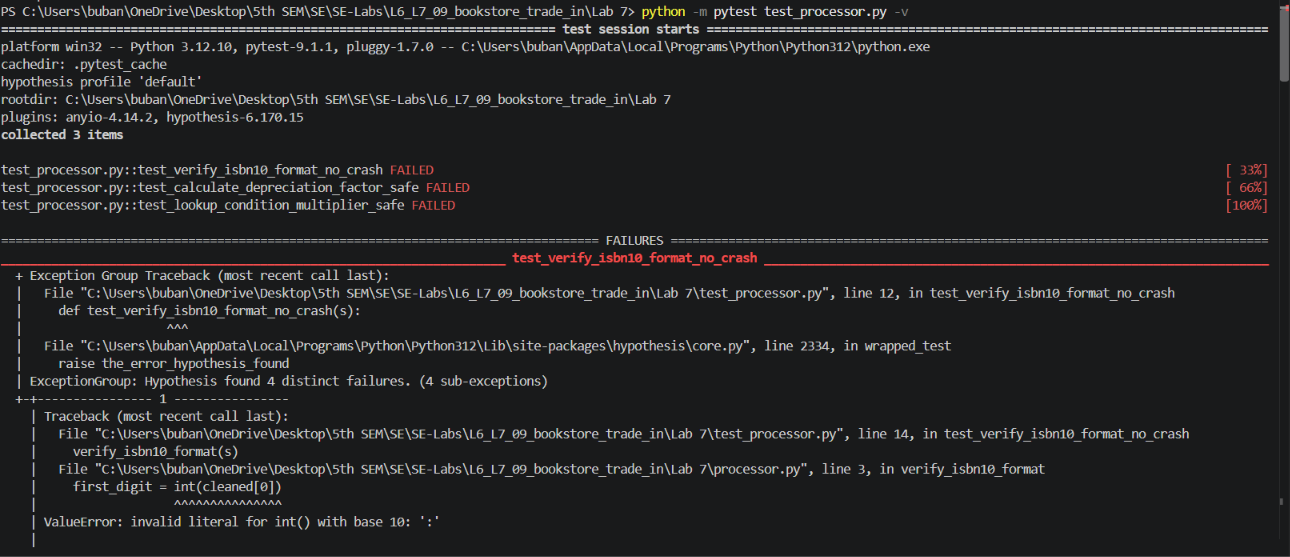 PS C:\Users\buban\OneDrive\Desktop\5th SEM\SE\SE-Labs\L6_L7_09_bookstore_trade_in\Lab 7> python -m pytest test_processor.py -v
============================================================================= test session starts ==============================================================================
platform win32 -- Python 3.12.10, pytest-9.1.1, pluggy-1.7.0 -- C:\Users\buban\AppData\Local\Programs\Python\Python312\python.exe
cachedir: .pytest_cache
hypothesis profile 'default'
rootdir: C:\Users\buban\OneDrive\Desktop\5th SEM\SE\SE-Labs\L6_L7_09_bookstore_trade_in\Lab 7
plugins: anyio-4.14.2, hypothesis-6.170.15
collected 3 items

test_processor.py::test_verify_isbn10_format_no_crash FAILED [ 33%]
test_processor.py::test_calculate_depreciation_factor_safe FAILED [ 66%]
test_processor.py::test_lookup_condition_multiplier_safe FAILED [100%]

=================================================================================== FAILURES ===================================================================================
______________________________________________________________________ test_verify_isbn10_format_no_crash ______________________________________________________________________
  + Exception Group Traceback (most recent call last):
  |   File "C:\Users\buban\OneDrive\Desktop\5th SEM\SE\SE-Labs\L6_L7_09_bookstore_trade_in\Lab 7\test_processor.py", line 12, in test_verify_isbn10_format_no_crash
  |     def test_verify_isbn10_format_no_crash(s):
  |                    ^^^
  |   File "C:\Users\buban\AppData\Local\Programs\Python\Python312\Lib\site-packages\hypothesis\core.py", line 2334, in wrapped_test
  |     raise the_error_hypothesis_found
  | ExceptionGroup: Hypothesis found 4 distinct failures. (4 sub-exceptions)
  +-+---------------- 1 ----------------
    | Traceback (most recent call last):
    |   File "C:\Users\buban\OneDrive\Desktop\5th SEM\SE\SE-Labs\L6_L7_09_bookstore_trade_in\Lab 7\test_processor.py", line 14, in test_verify_isbn10_format_no_crash
    |     verify_isbn10_format(s)
    |   File "C:\Users\buban\OneDrive\Desktop\5th SEM\SE\SE-Labs\L6_L7_09_bookstore_trade_in\Lab 7\processor.py", line 3, in verify_isbn10_format
    |     first_digit = int(cleaned[0])
    |                   ^^^^^^^^^^^^^^^
    | ValueError: invalid literal for int() with base 10: ':'
    |